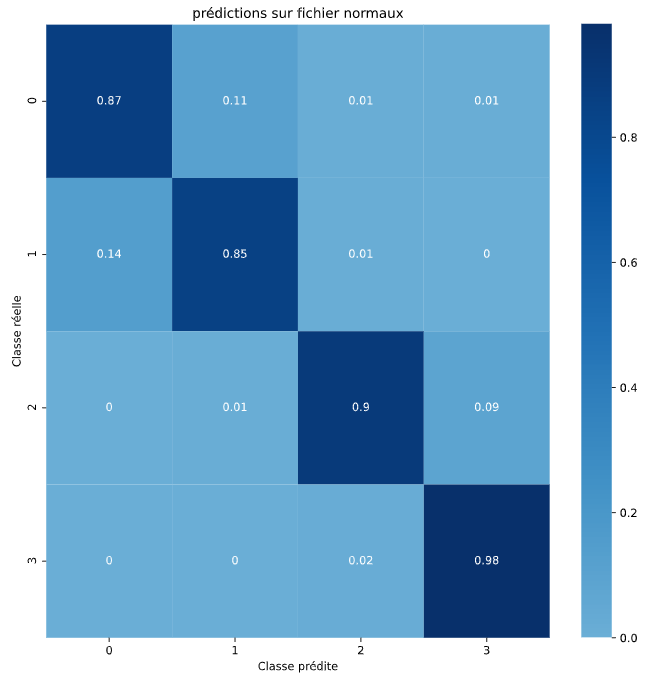 prédictions sur fichier normaux
0.87 0.11 0.01 0.01
0.14 0.85 0.01 0
0 0.01 0.9 0.09
0 0 0.02 0.98
0
1
2
3
Classe réelle
0 1 2 3
Classe prédite
0.8
0.6
0.4
0.2
0.0